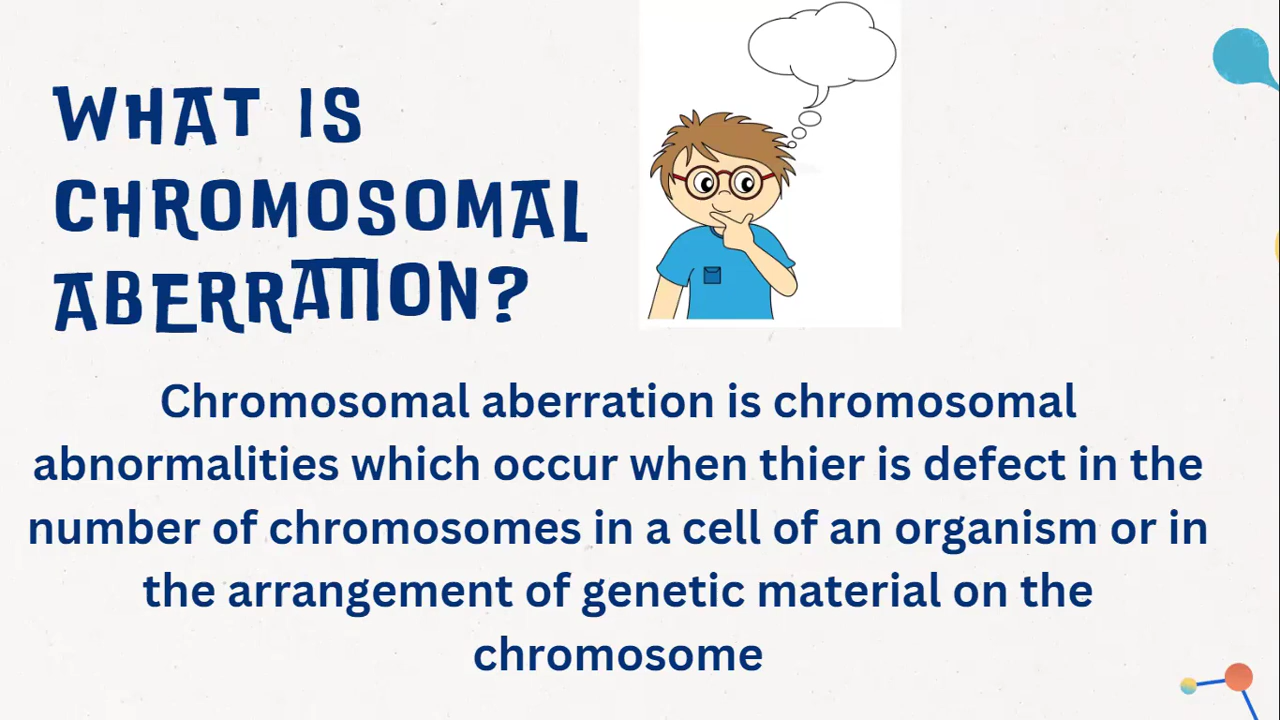 WHAT IS
CHROMOSOMAL
ABERRATION?
Chromosomal aberration is chromosomal
abnormalities which occur when thier is defect in the
number of chromosomes in a cell of an organism or in
the arrangement of genetic material on the
chromosome